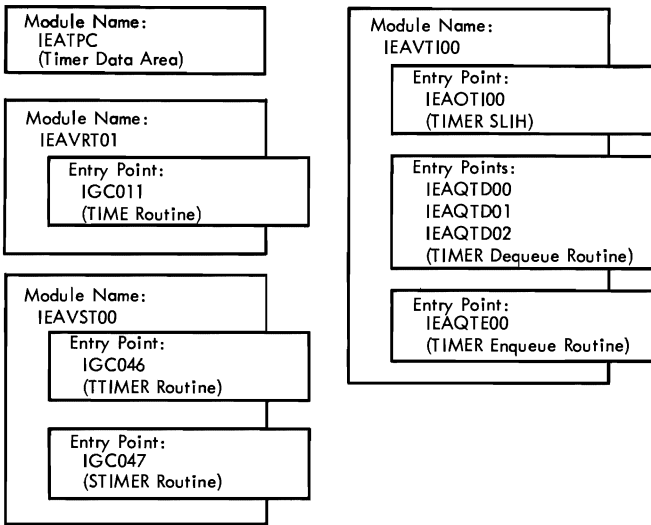 Module Name:
IEATPC
(Timer Data Area)
Module Name:
IEAVRT01
Entry Point:
IGC011
(TIME Routine)
Module Name:
IEAVST00
Entry Point:
IGC046
(TTIMER Routine)
Entry Point:
IGC047
(STIMER Routine)
Module Name:
IEAVTI00
Entry Point:
IEAOTI00
(TIMER SLIH)
Entry Points:
IEAQTD00
IEAQTD01
IEAQTD02
(TIMER Dequeue Routine)
Entry Point:
IEAQTE00
(TIMER Enqueue Routine)